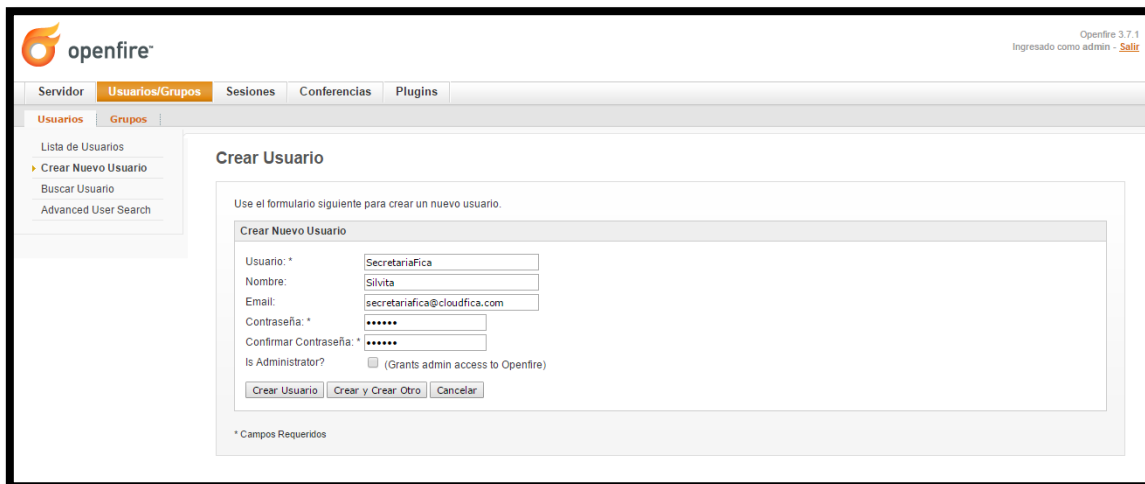 openfire™
Openfire 3.7.1
Ingresado como admin - Salir
Servidor Usuarios/Grupos Sesiones Conferencias Plugins
Usuarios Grupos
Lista de Usuarios
Crear Nuevo Usuario
Buscar Usuario
Advanced User Search
Crear Usuario
Use el formulario siguiente para crear un nuevo usuario.
Crear Nuevo Usuario
Usuario: * SecretariaFica
Nombre: Silvita
Email: secretariafica@cloudfica.com
Contraseña: * ••••••
Confirmar Contraseña: * ••••••
Is Administrator? (Grants admin access to Openfire)
Crear Usuario Crear y Crear Otro Cancelar
* Campos Requeridos